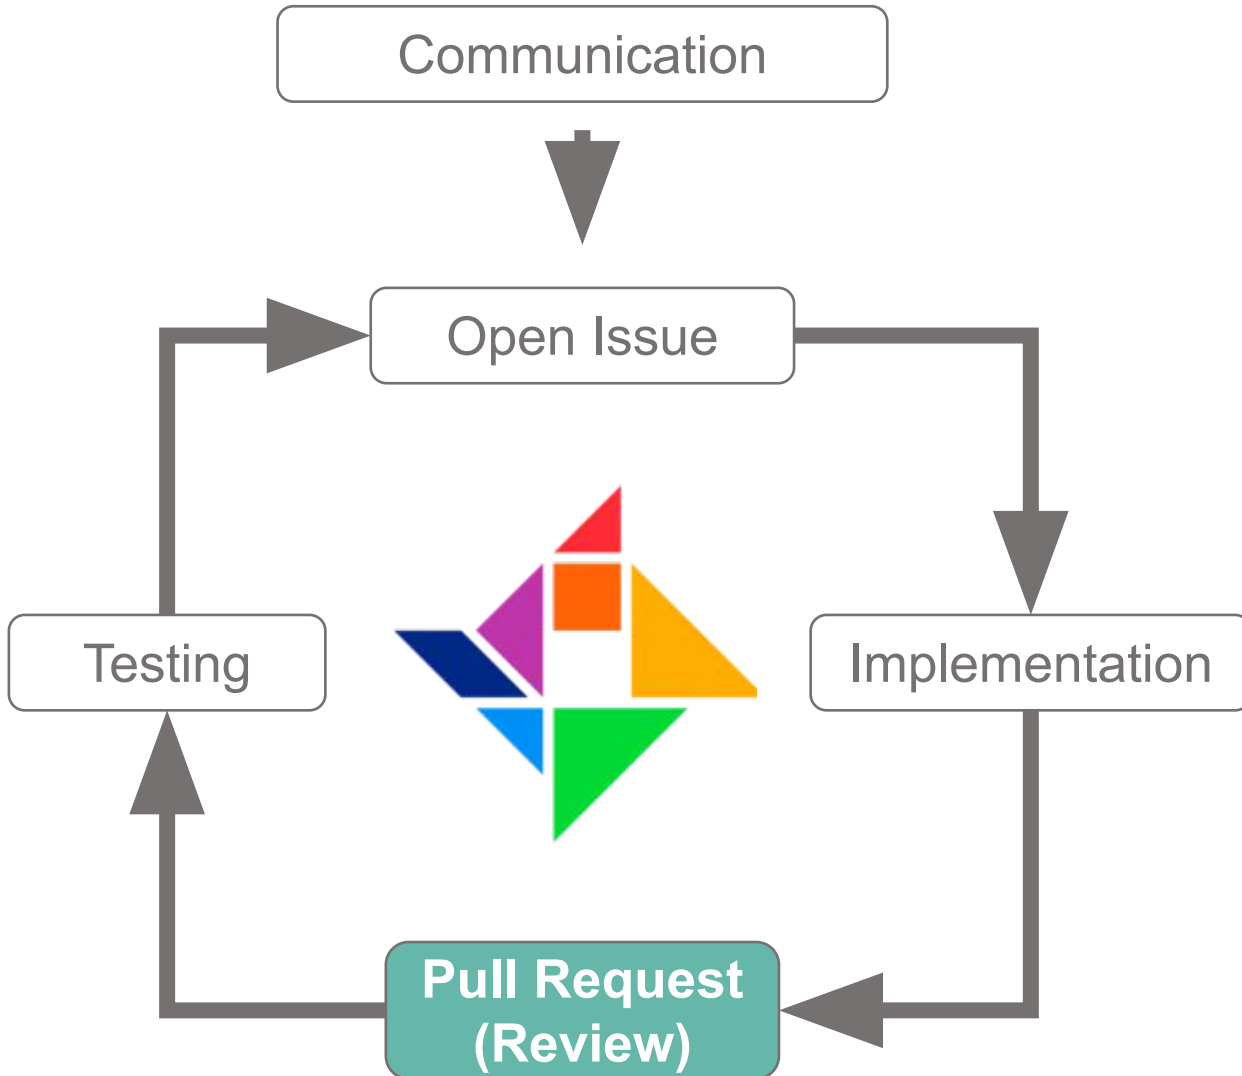 Communication
Open Issue
Testing
Implementation
Pull Request
(Review)